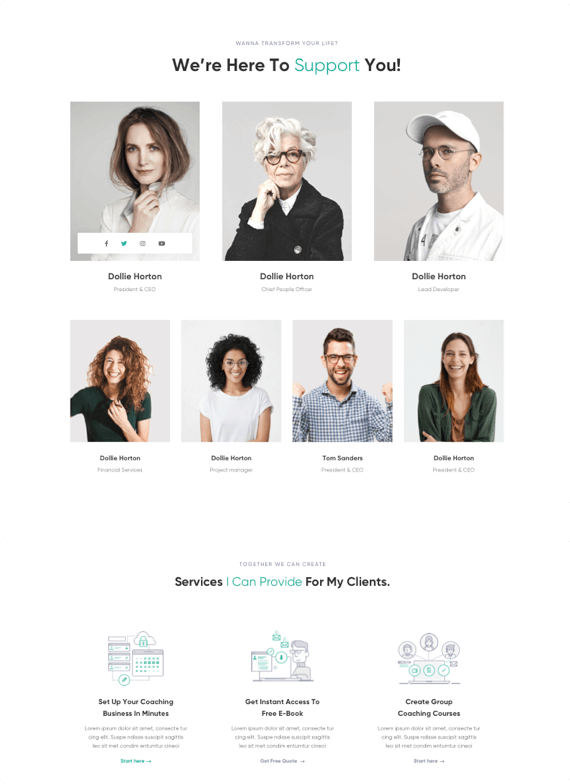 WANNA TRANSFORM YOUR LIFE?
We're Here To Support You!
Dollie Horton
Dollie Horton
Dollie Horton
President & CEO
Chief People Officer
Lead Developer
Dollie Horton
Dollie Horton
Tom Sanders
Dollie Horton
Financial Services
Project manager
President & CEO
President & CEO
TOGETHER WE CAN CREATE
Services I Can Provide For My Clients.
Set Up Your Coaching
Business In Minutes
Lorem ipsum dolor sit amet, consecte tur
cing elit. Suspe ndisse suscipit sagittis
leo sit met condim entum cineoi
Start here →
Get Instant Access To
Free E-Book
Lorem ipsum dolor sit amet, consecte tur
cing elit. Suspe ndisse suscipit sagittis
leo sit met condim entum cineoi
Get Free Quote →
Create Group
Coaching Courses
Lorem ipsum dolor sit amet, consecte tur
cing elit. Suspe ndisse suscipit sagittis
leo sit met condim entum cineoi
Start here →